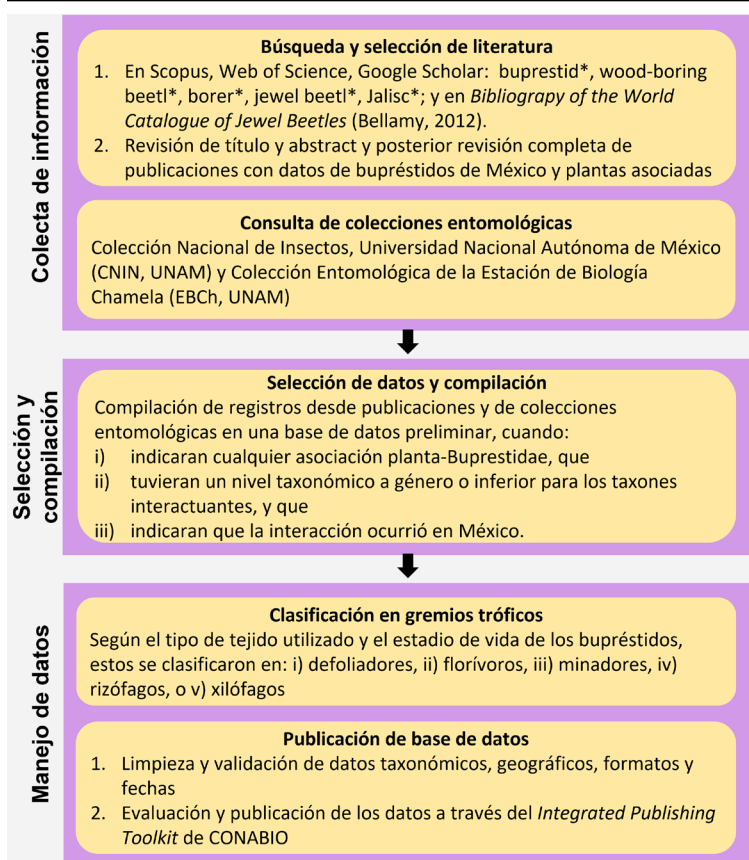 Colecta de información
Búsqueda y selección de literatura
1. En Scopus, Web of Science, Google Scholar: buprestid*, wood-boring
beetl*, borer*, jewel beetl*, Jalisc*; y en Bibliograpy of the World
Catalogue of Jewel Beetles (Bellamy, 2012).
2. Revisión de título y abstract y posterior revisión completa de
publicaciones con datos de bupréstidos de México y plantas asociadas
Consulta de colecciones entomológicas
Colección Nacional de Insectos, Universidad Nacional Autónoma de México
(CNIN, UNAM) y Colección Entomológica de la Estación de Biología
Chamela (EBCh, UNAM)
Selección y
compilación
Selección de datos y compilación
Compilación de registros desde publicaciones y de colecciones
entomológicas en una base de datos preliminar, cuando:
i) indicaran cualquier asociación planta-Buprestidae, que
ii) tuvieran un nivel taxonómico a género o inferior para los taxones
interactuantes, y que
iii) indicaran que la interacción ocurrió en México.
Manejo de datos
Clasificación en gremios tróficos
Según el tipo de tejido utilizado y el estadio de vida de los bupréstidos,
estos se clasificaron en: i) defoliadores, ii) florívoros, iii) minadores, iv)
rizófagos, o v) xilófagos
Publicación de base de datos
1. Limpieza y validación de datos taxonómicos, geográficos, formatos y
fechas
2. Evaluación y publicación de los datos a través del Integrated Publishing
Toolkit de CONABIO